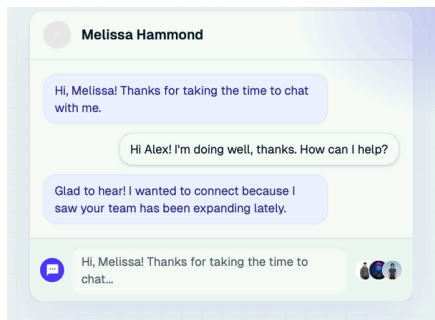 Melissa Hammond
Hi, Melissa! Thanks for taking the time to chat
with me.
Hi Alex! I'm doing well, thanks. How can I help?
Glad to hear! I wanted to connect because I
saw your team has been expanding lately.
Hi, Melissa! Thanks for taking the time to
chat...